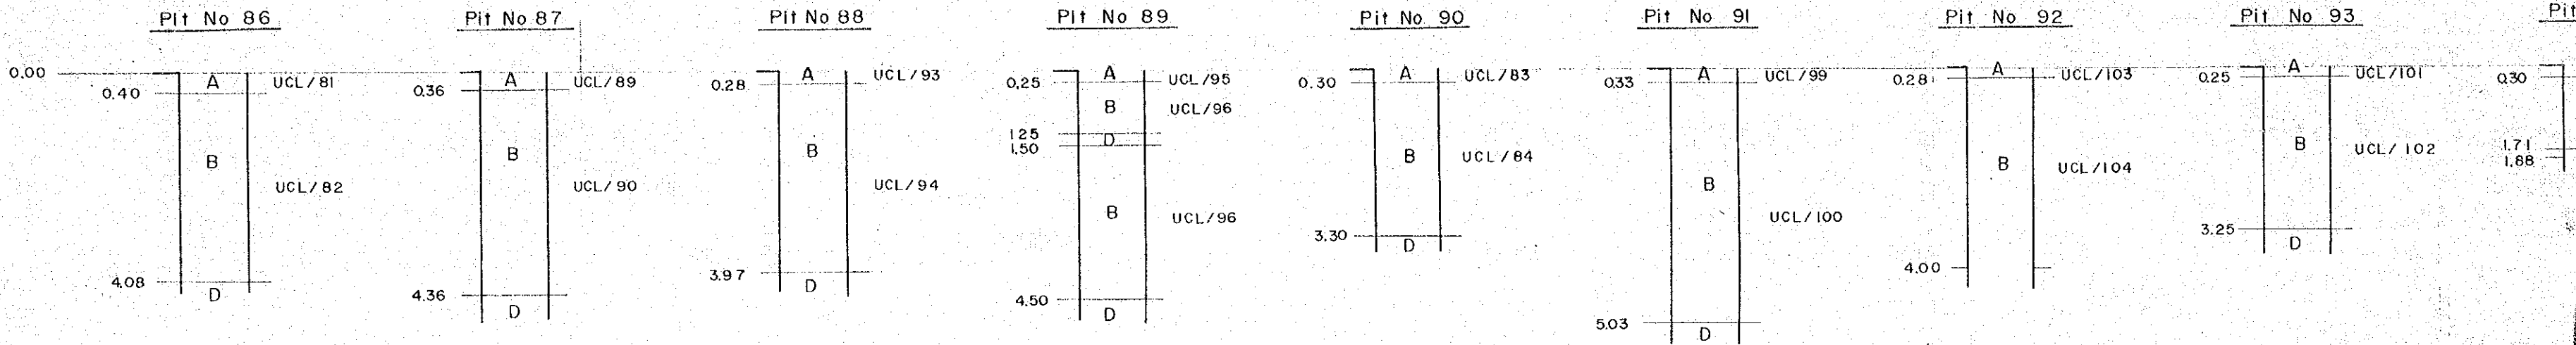 Pit No 86
0.00
A
UCL/81
0.40
B
UCL/82
4.08
D
Pit No 87
A
UCL/89
0.36
B
UCL/90
4.36
D
Pit No 88
A
UCL/93
0.28
B
UCL/94
3.97
D
Pit No 89
A
0.25
UCL/95
B
UCL/96
1.25
D
1.50
B
UCL/96
4.50
D
Pit No 90
A
UCL/83
0.30
B
UCL/84
3.30
D
Pit No 91
A
UCL/99
0.33
B
UCL/100
5.03
D
Pit No 92
A
UCL/103
0.28
B
UCL/104
4.00
Pit No 93
A
UCL/101
0.25
B
UCL/102
3.25
D
Pit
0.30
1.71
1.88